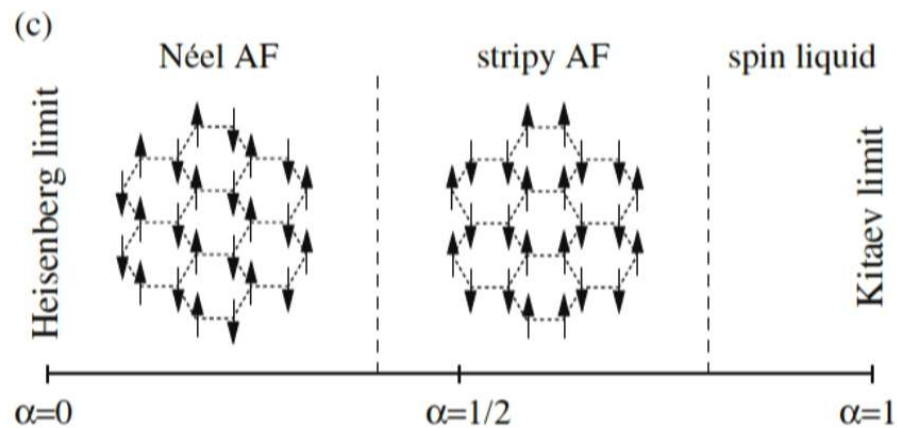 (c)
Néel AF
stripy AF
spin liquid
Heisenberg limit
Kitaev limit
α=0
α=1/2
α=1